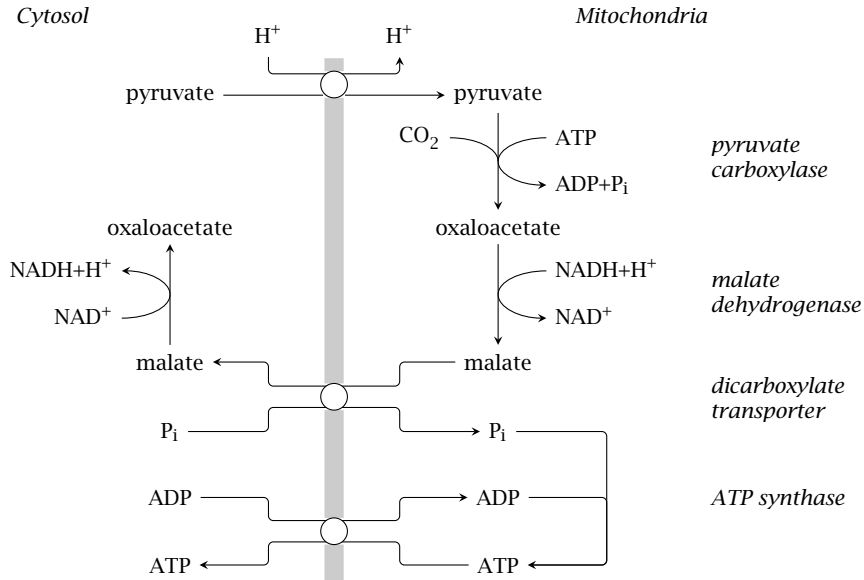 Cytosol
Mitochondria
H⁺
H⁺
pyruvate
pyruvate
CO₂
ATP
ADP+Pᵢ
pyruvate
carboxylase
oxaloacetate
oxaloacetate
NADH+H⁺
NAD⁺
NADH+H⁺
NAD⁺
malate
dehydrogenase
malate
malate
dicarboxylate
transporter
Pᵢ
Pᵢ
ADP
ADP
ATP synthase
ATP
ATP